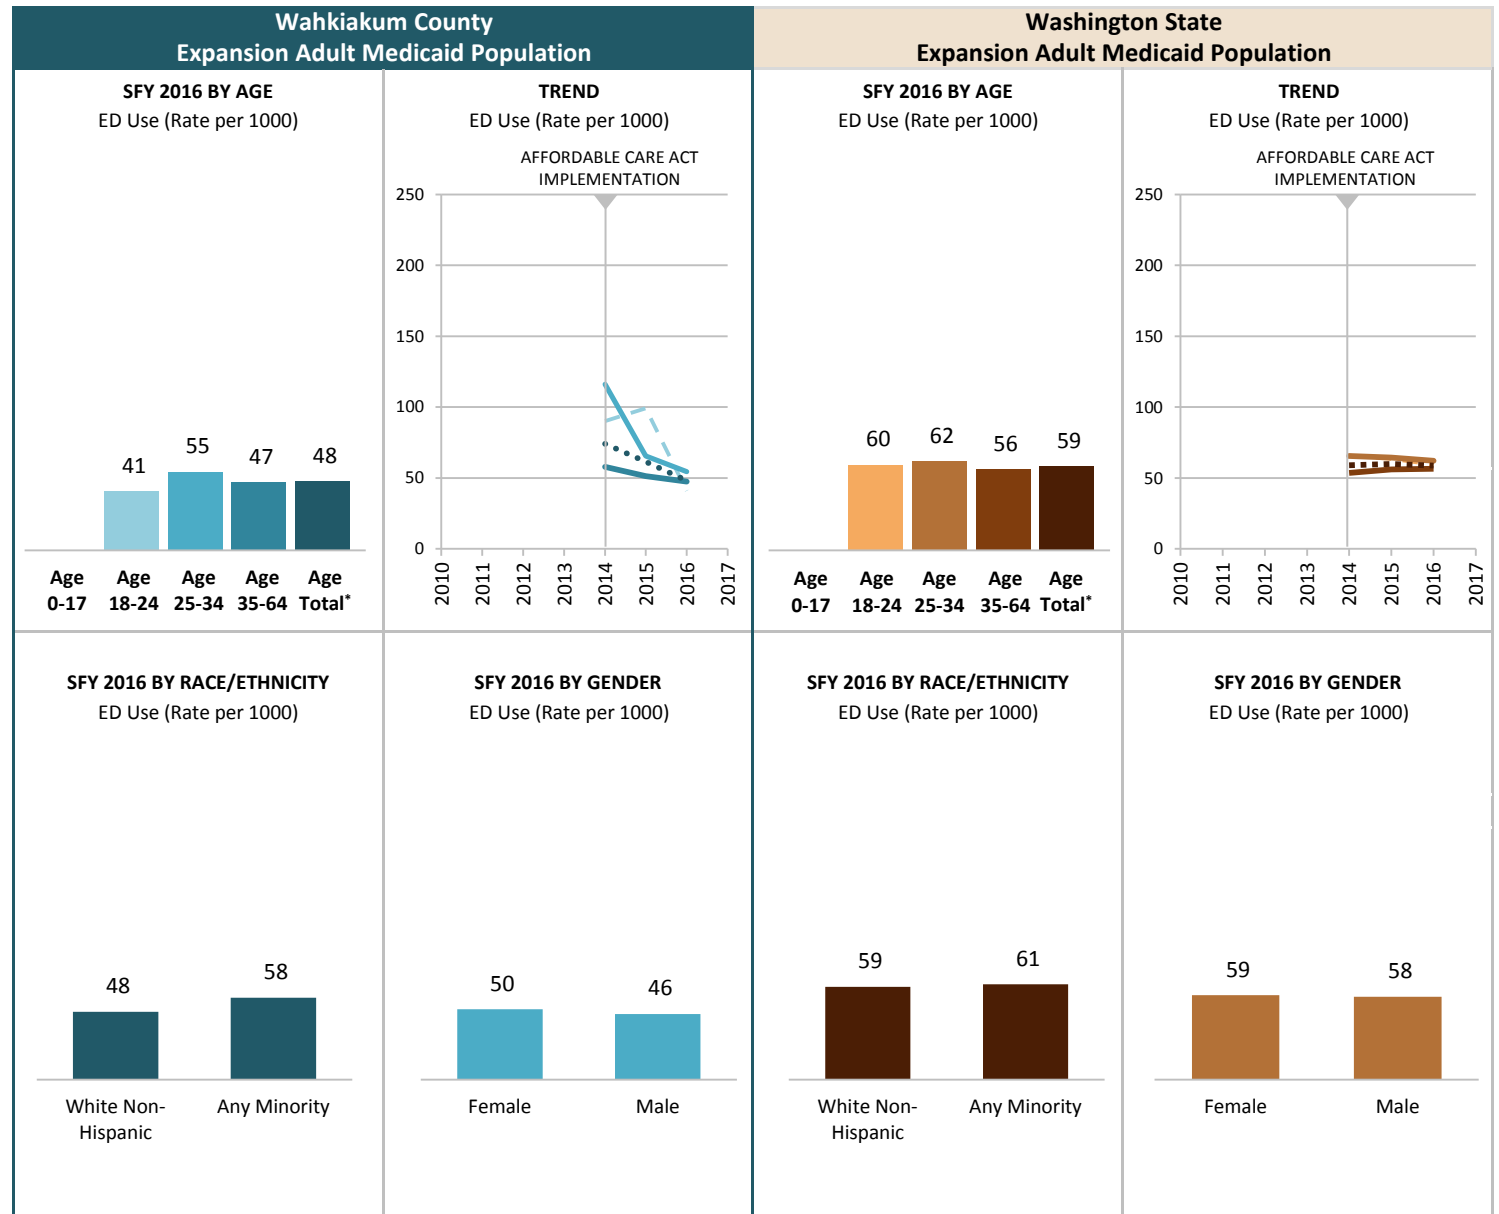 Wahkiakum County
Expansion Adult Medicaid Population
Washington State
Expansion Adult Medicaid Population
SFY 2016 BY AGE
ED Use (Rate per 1000)
41
55
47
48
Age 0-17
Age 18-24
Age 25-34
Age 35-64
Age Total*
TREND
ED Use (Rate per 1000)
AFFORDABLE CARE ACT
IMPLEMENTATION
250
200
150
100
50
0
2010
2011
2012
2013
2014
2015
2016
2017
SFY 2016 BY AGE
ED Use (Rate per 1000)
60
62
56
59
Age 0-17
Age 18-24
Age 25-34
Age 35-64
Age Total*
TREND
ED Use (Rate per 1000)
AFFORDABLE CARE ACT
IMPLEMENTATION
250
200
150
100
50
0
2010
2011
2012
2013
2014
2015
2016
2017
SFY 2016 BY RACE/ETHNICITY
ED Use (Rate per 1000)
48
58
White Non-
Hispanic
Any Minority
SFY 2016 BY GENDER
ED Use (Rate per 1000)
50
46
Female
Male
SFY 2016 BY RACE/ETHNICITY
ED Use (Rate per 1000)
59
61
White Non-
Hispanic
Any Minority
SFY 2016 BY GENDER
ED Use (Rate per 1000)
59
58
Female
Male